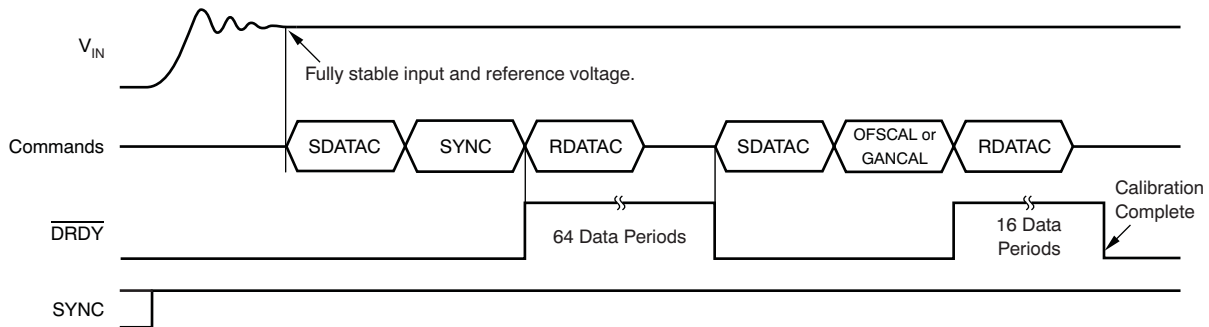 VIN
Fully stable input and reference voltage.
Commands
SDATAC
SYNC
RDATAC
SDATAC
OFSCAL or
GANCAL
RDATAC
Calibration
Complete
DRDY
64 Data Periods
16 Data
Periods
SYNC